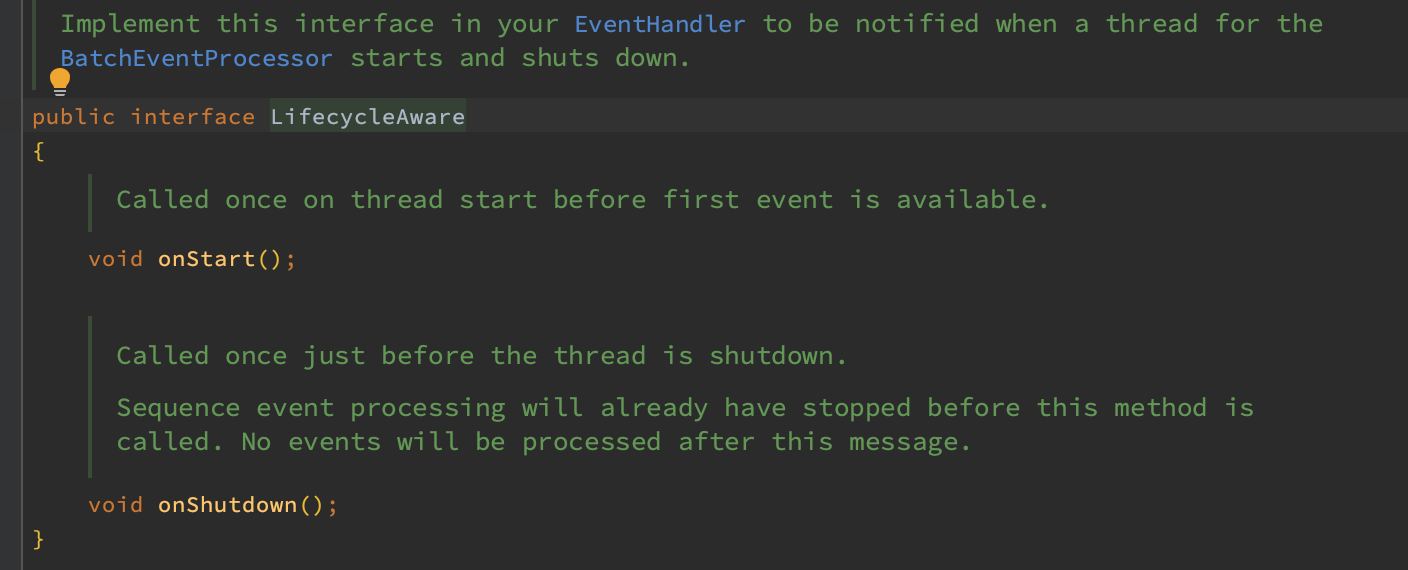 Implement this interface in your EventHandler to be notified when a thread for the
BatchEventProcessor starts and shuts down.
public interface LifecycleAware
{
Called once on thread start before first event is available.
void onStart();
Called once just before the thread is shutdown.
Sequence event processing will already have stopped before this method is
called. No events will be processed after this message.
void onShutdown();
}